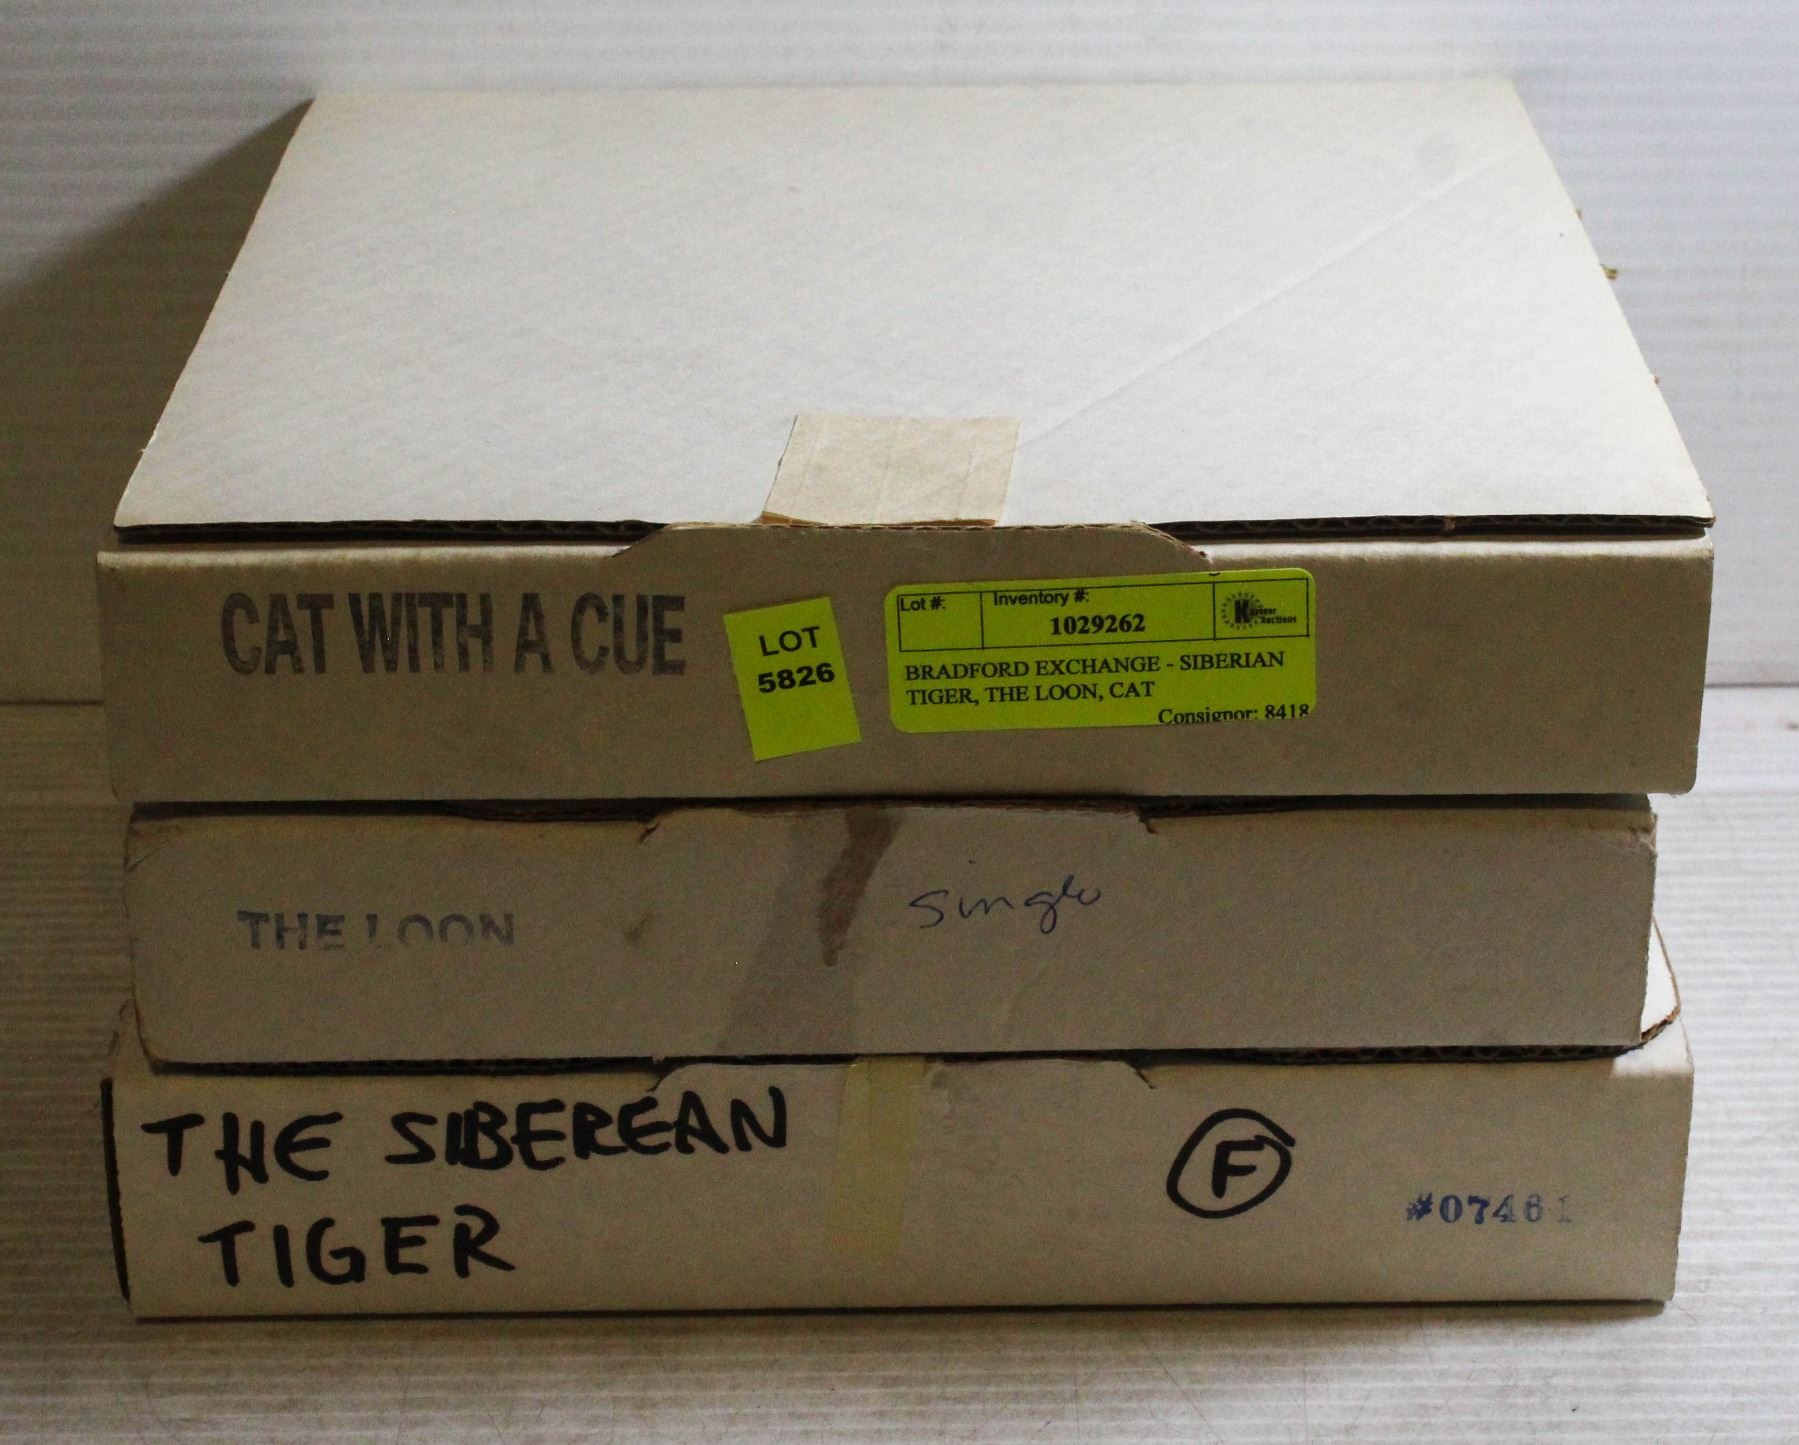 CAT WITH A CUE
LOT
5826
Lot #:
Inventory #:
1029262
Auctions
BRADFORD EXCHANGE - SIBERIAN
TIGER, THE LOON, CAT
Consignor: 8418
THE LOON
Single
THE SIBEREAN
TIGER
F
#07461